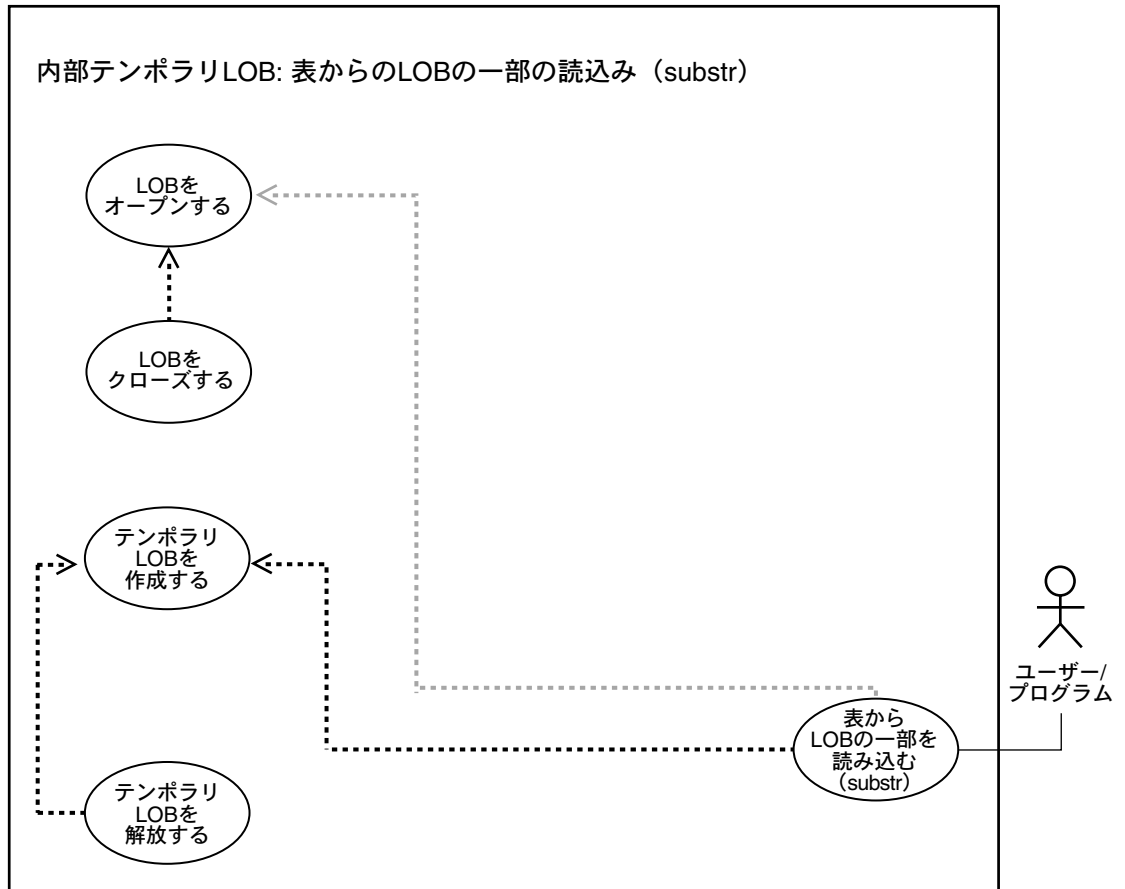 内部テンポラリLOB: 表からのLOBの一部の読込み（substr）
LOBを
オープンする
LOBを
クローズする
テンポラリ
LOBを
作成する
ユーザー/
プログラム
表から
LOBの一部を
読み込む
（substr）
テンポラリ
LOBを
解放する